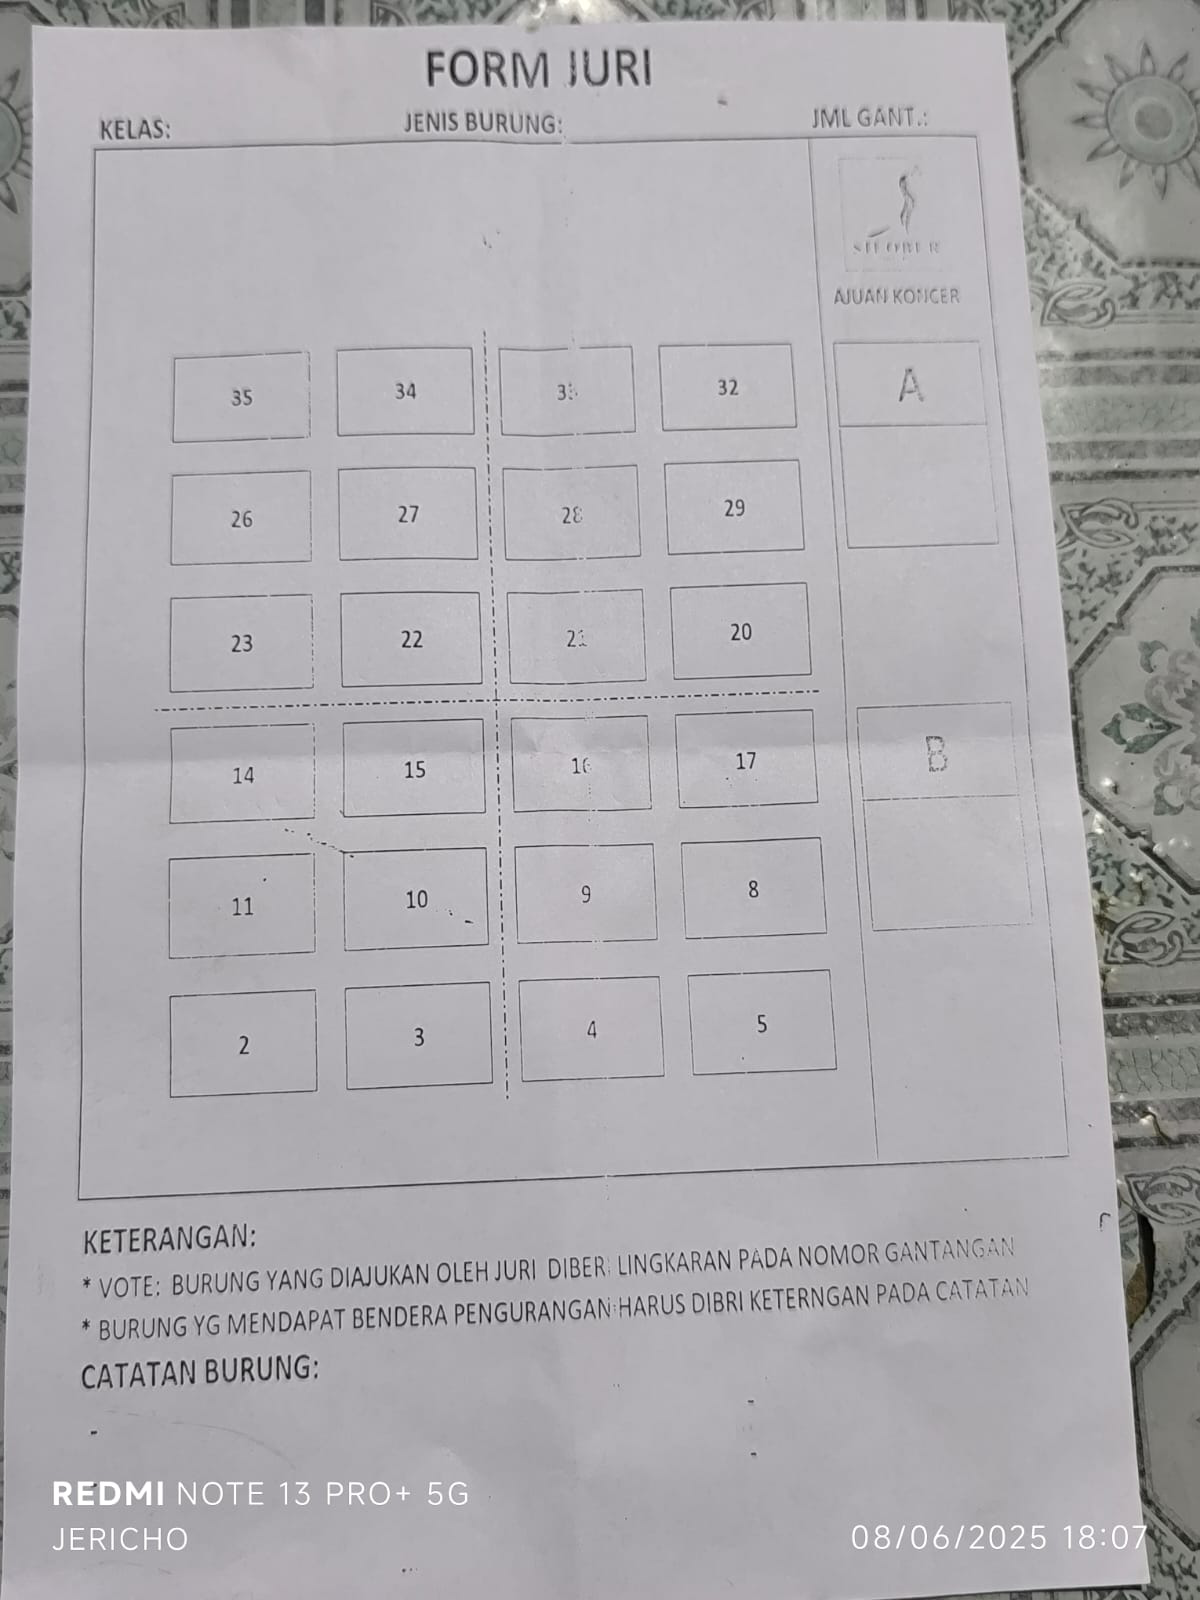 FORM JURI
KELAS: JENIS BURUNG: JML GANT.:
AJUAN KONCER
35 34 33 32 A
26 27 28 29
23 22 21 20
14 15 16 17 B
11 10 9 8
2 3 4 5
KETERANGAN:
* VOTE: BURUNG YANG DIAJUKAN OLEH JURI DIBERI LINGKARAN PADA NOMOR GANTANGAN
* BURUNG YG MENDAPAT BENDERA PENGURANGAN HARUS DIBRI KETERNGAN PADA CATATAN
CATATAN BURUNG:
-
REDMI NOTE 13 PRO+ 5G
JERICHO 08/06/2025 18:07